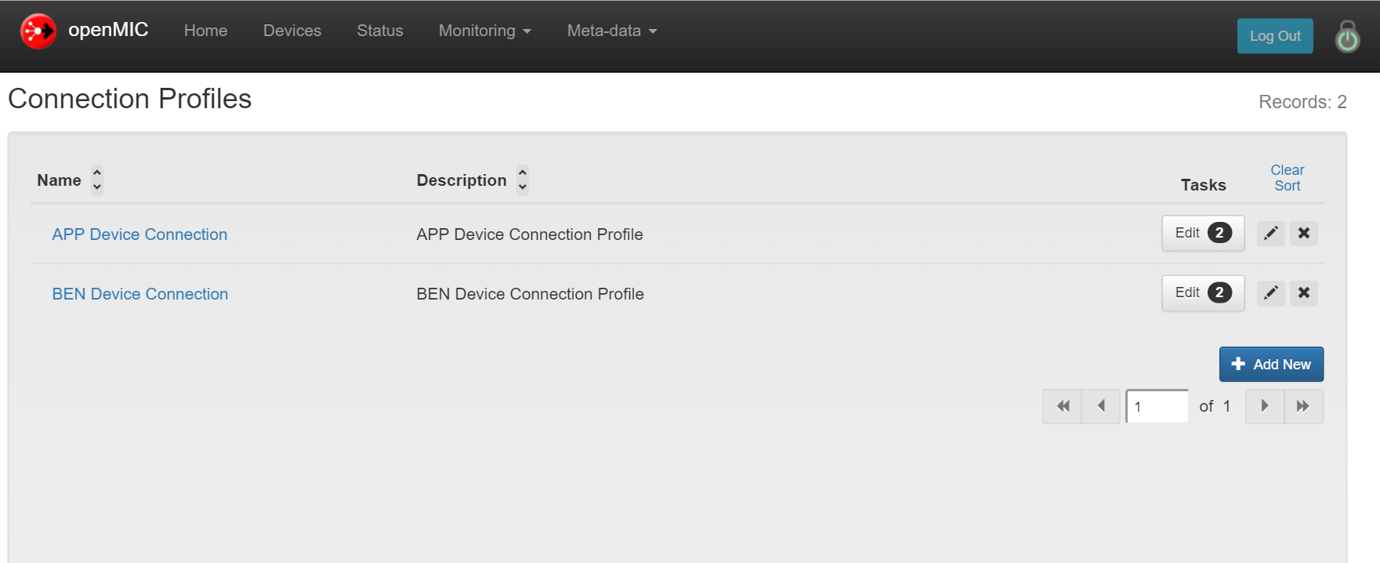 openMIC Home Devices Status Monitoring Meta-data Log Out
Connection Profiles
Records: 2
Name Description Tasks Clear Sort
APP Device Connection APP Device Connection Profile Edit 2
BEN Device Connection BEN Device Connection Profile Edit 2
Add New
1 of 1